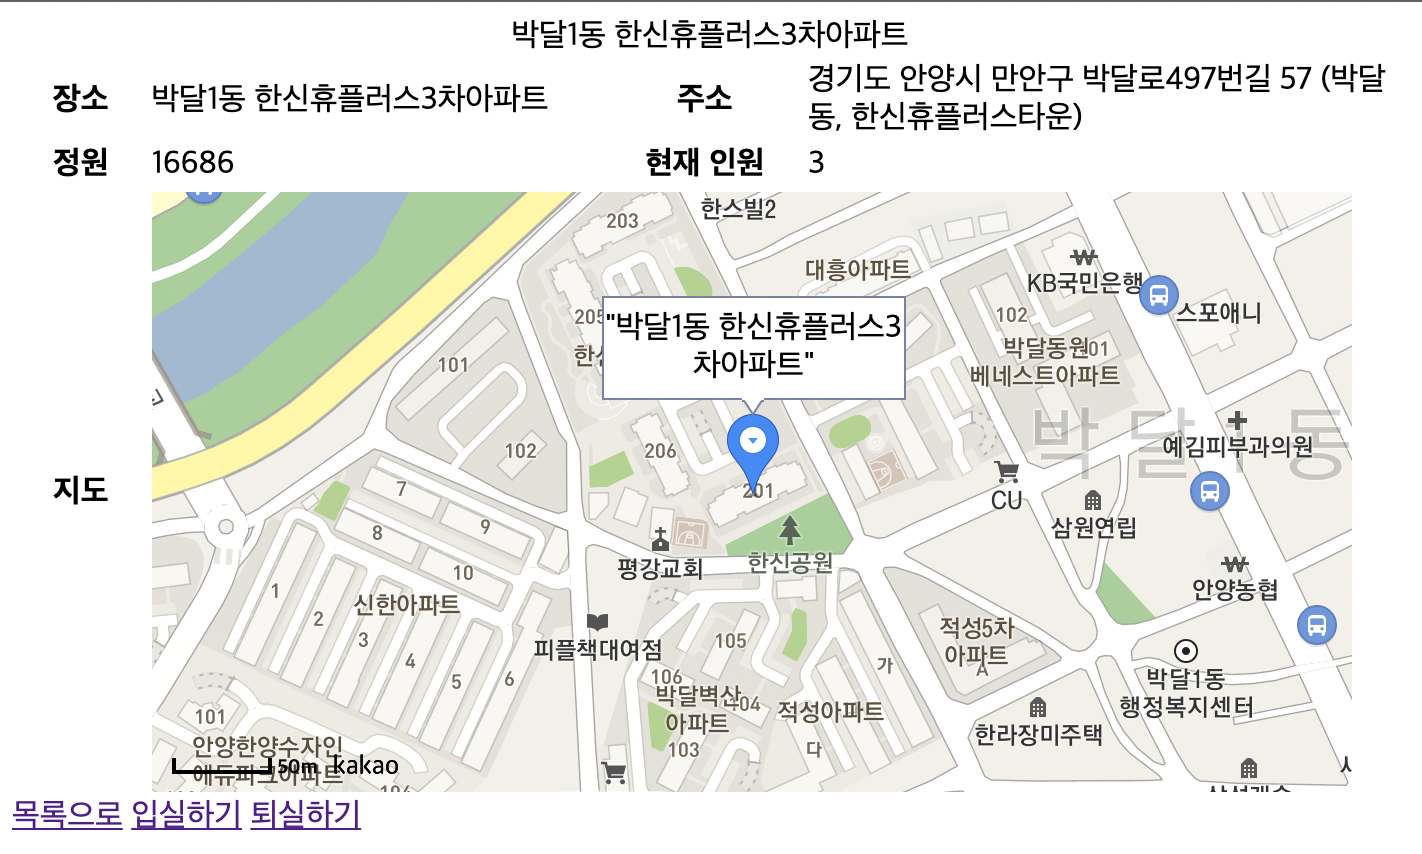 박달1동 한신휴플러스3차아파트
장소 박달1동 한신휴플러스3차아파트
주소 경기도 안양시 만안구 박달로497번길 57 (박달
동, 한신휴플러스타운)
정원 16686
현재 인원 3
지도
203
한스빌2
대흥아파트
KB국민은행
스포애니
205
102
"박달1동 한신휴플러스3
차아파트"
박달동원
베네스트아파트
101
102
206
201
박달1동
예김피부과의원
CU
삼원연립
7
8
9
10
평강교회
한신공원
안양농협
1
2
3
4
5
6
신한아파트
피플책대여점
105
106
박달벽산
아파트
104
103
가
적성5차
아파트
A
적성아파트
다
박달1동
행정복지센터
한라장미주택
101
안양한양수자인
에듀파크아파트
50m kakao
목록으로 입실하기 퇴실하기